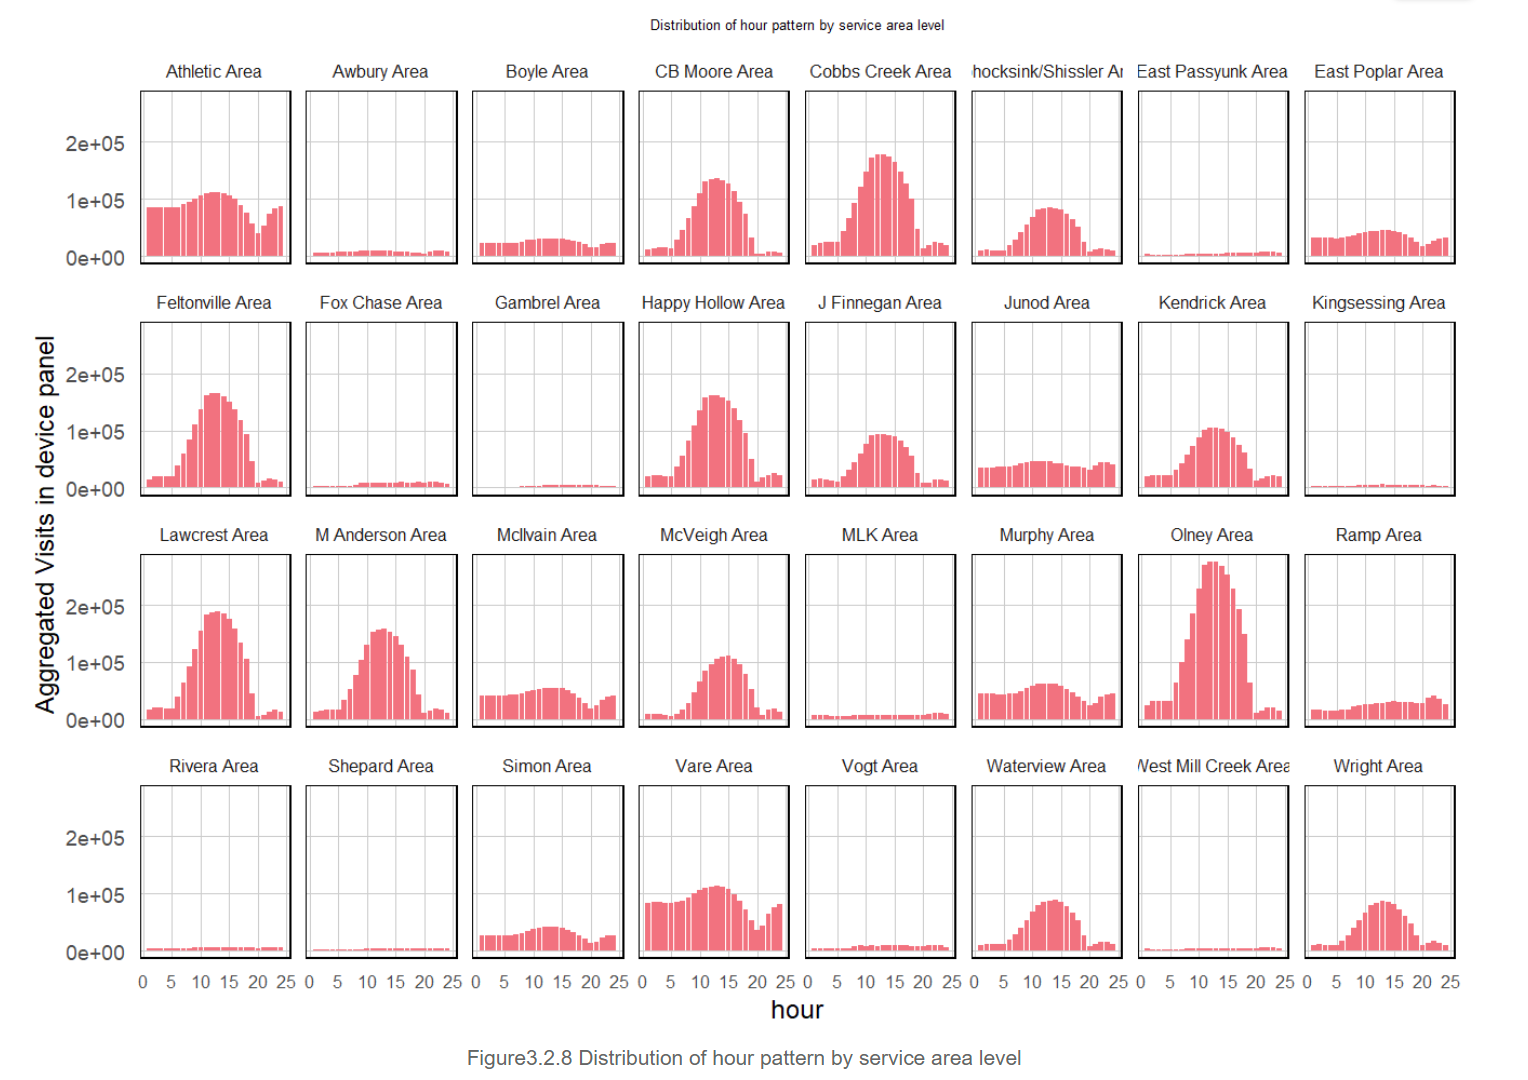 Distribution of hour pattern by service area level
Athletic Area Awbury Area Boyle Area CB Moore Area Cobbs Creek Area hocksink/Shissler Ar East Passyunk Area East Poplar Area
2e+05
1e+05
0e+00
Feltonville Area Fox Chase Area Gambrel Area Happy Hollow Area J Finnegan Area Junod Area Kendrick Area Kingsessing Area
2e+05
1e+05
0e+00
Aggregated Visits in device panel
Lawcrest Area M Anderson Area McIlvain Area McVeigh Area MLK Area Murphy Area Olney Area Ramp Area
2e+05
1e+05
0e+00
Rivera Area Shepard Area Simon Area Vare Area Vogt Area Waterview Area West Mill Creek Area Wright Area
2e+05
1e+05
0e+00
0 5 10 15 20 25 0 5 10 15 20 25 0 5 10 15 20 25 0 5 10 15 20 25 0 5 10 15 20 25 0 5 10 15 20 25 0 5 10 15 20 25 0 5 10 15 20 25
hour
Figure3.2.8 Distribution of hour pattern by service area level